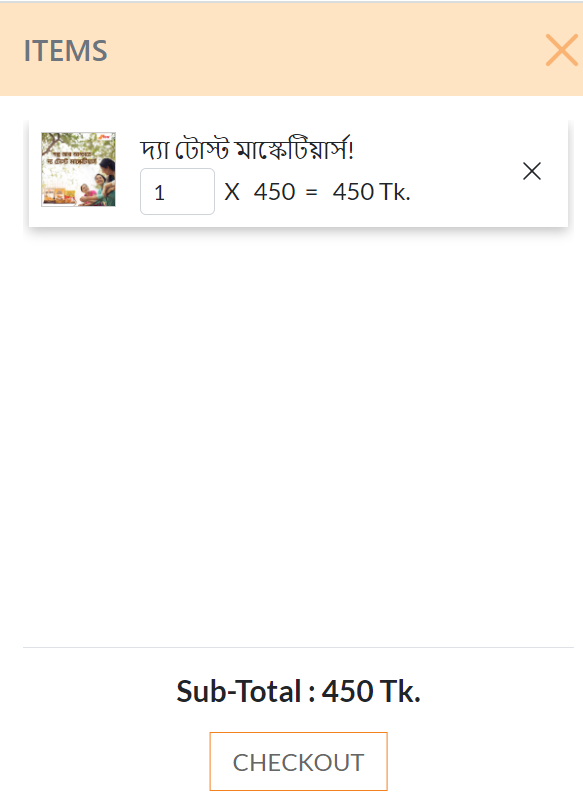 ITEMS
দ্যা টোস্ট মাস্কেটিয়ার্স!
1 X 450 = 450 Tk.
Sub-Total : 450 Tk.
CHECKOUT